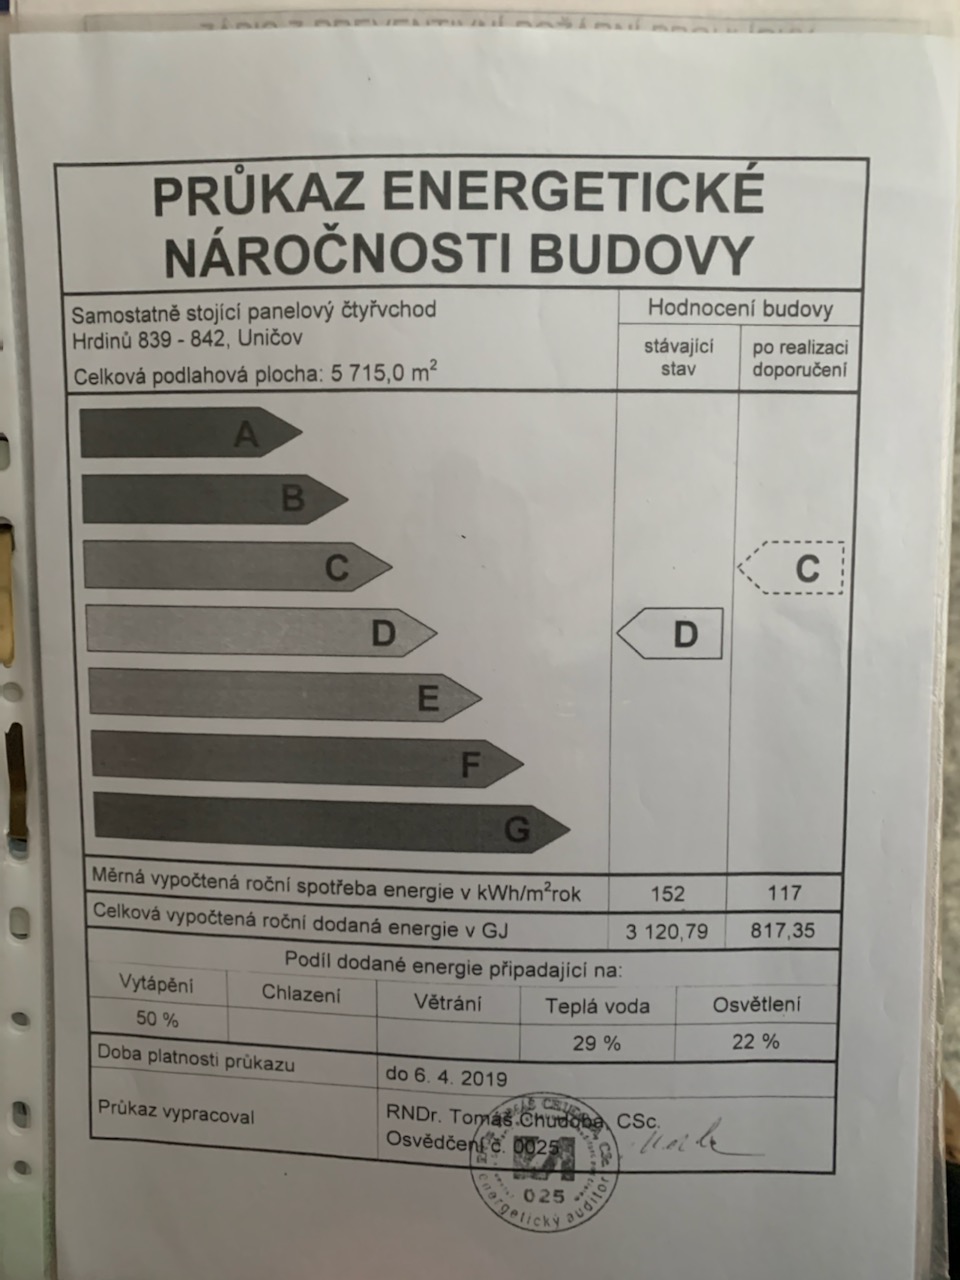 PRŮKAZ ENERGETICKÉ
NÁROČNOSTI BUDOVY
Samostatně stojící panelový čtyřvchod
Hrdinů 839 - 842, Uničov
Celková podlahová plocha: 5 715,0 m²
Hodnocení budovy
stávající
stav
po realizaci
doporučení
A
B
C
C
D
D
E
F
G
Měrná vypočtená roční spotřeba energie v kWh/m²rok 152 117
Celková vypočtená roční dodaná energie v GJ 3 120,79 817,35
Podíl dodané energie připadající na:
Vytápění Chlazení Větrání Teplá voda Osvětlení
50 % 29 % 22 %
Doba platnosti průkazu do 6. 4. 2019
Průkaz vypracoval RNDr. Tomáš Chudoba, CSc.
Osvědčení č. 0025
025
energetický auditor